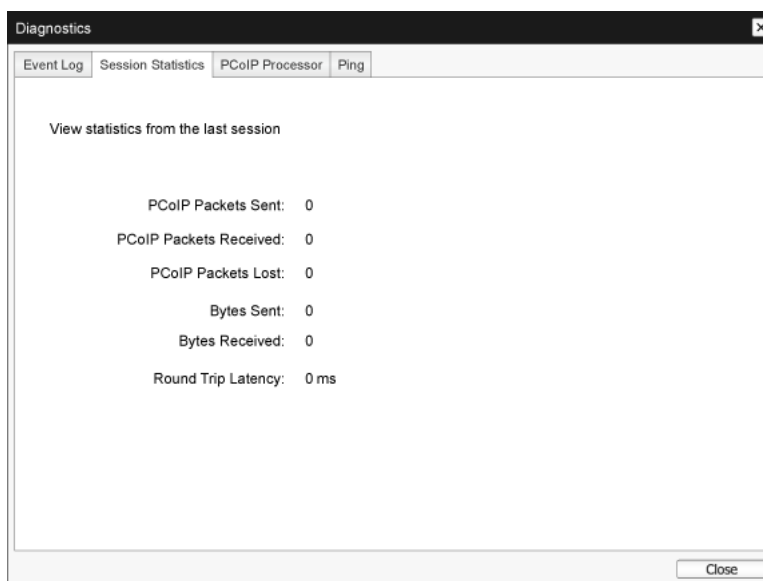 Diagnostics
Event Log Session Statistics PCoIP Processor Ping
View statistics from the last session
PCoIP Packets Sent: 0
PCoIP Packets Received: 0
PCoIP Packets Lost: 0
Bytes Sent: 0
Bytes Received: 0
Round Trip Latency: 0 ms
Close